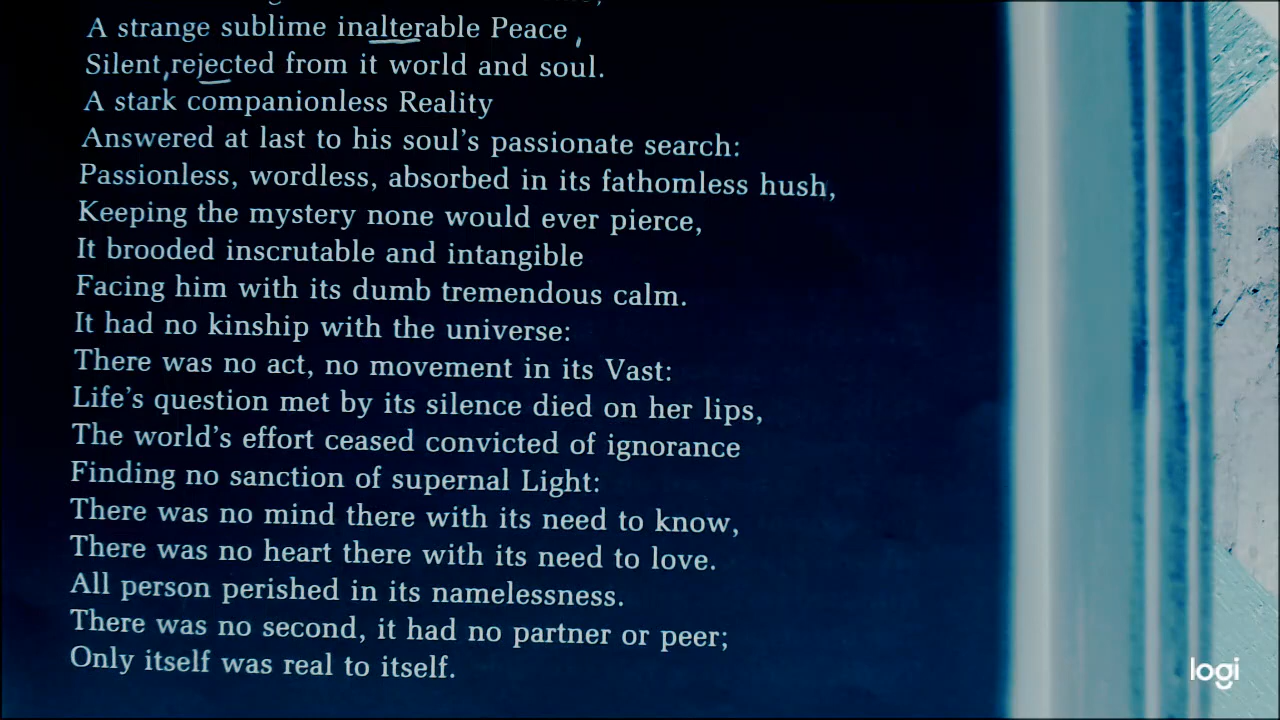 A strange sublime inalterable Peace,
Silent, rejected from it world and soul.
A stark companionless Reality
Answered at last to his soul's passionate search:
Passionless, wordless, absorbed in its fathomless hush,
Keeping the mystery none would ever pierce,
It brooded inscrutable and intangible
Facing him with its dumb tremendous calm.
It had no kinship with the universe:
There was no act, no movement in its Vast:
Life's question met by its silence died on her lips,
The world's effort ceased convicted of ignorance
Finding no sanction of supernal Light:
There was no mind there with its need to know,
There was no heart there with its need to love.
All person perished in its namelessness.
There was no second, it had no partner or peer;
Only itself was real to itself.
logi